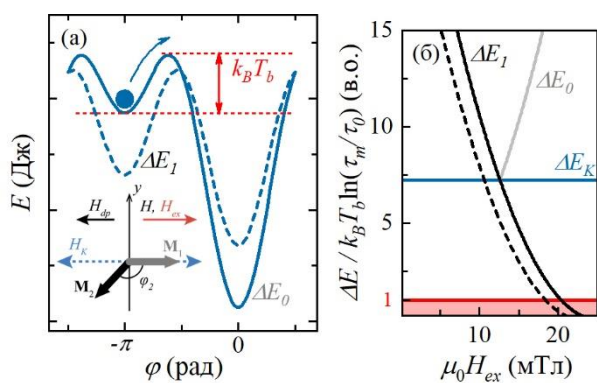 (а)
k_BT_b
ΔE_1
E (Дж)
y
H_dp
H, H_ex
H_K
M_1
M_2
φ_2
ΔE_0
-π
0
φ (рад)
(б)
ΔE_1
ΔE_0
ΔE_K
ΔE / k_BT_b ln(τ_m/τ_0) (в.о.)
15
10
5
1
0
10
20
μ_0H_ex (мТл)